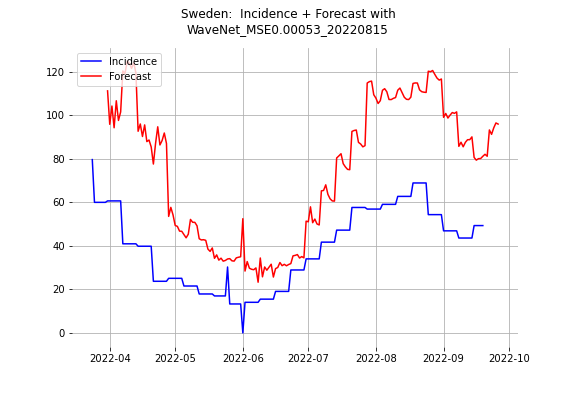 Sweden:  Incidence + Forecast with
WaveNet_MSE0.00053_20220815
Incidence
Forecast
120
100
80
60
40
20
0
2022-04 2022-05 2022-06 2022-07 2022-08 2022-09 2022-10